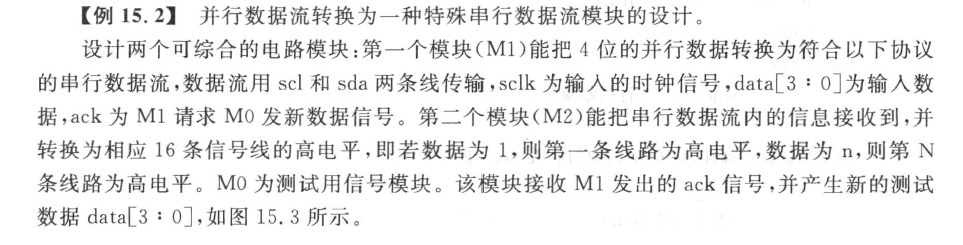 【例 15.2】 并行数据流转换为一种特殊串行数据流模块的设计。
设计两个可综合的电路模块:第一个模块(M1)能把 4 位的并行数据转换为符合以下协议
的串行数据流,数据流用 scl 和 sda 两条线传输,sclk 为输入的时钟信号,data[3:0]为输入数
据,ack 为 M1 请求 M0 发新数据信号。第二个模块(M2)能把串行数据流内的信息接收到,并
转换为相应 16 条信号线的高电平,即若数据为 1,则第一条线路为高电平,数据为 n,则第 N
条线路为高电平。M0 为测试用信号模块。该模块接收 M1 发出的 ack 信号,并产生新的测试
数据 data[3:0],如图 15.3 所示。